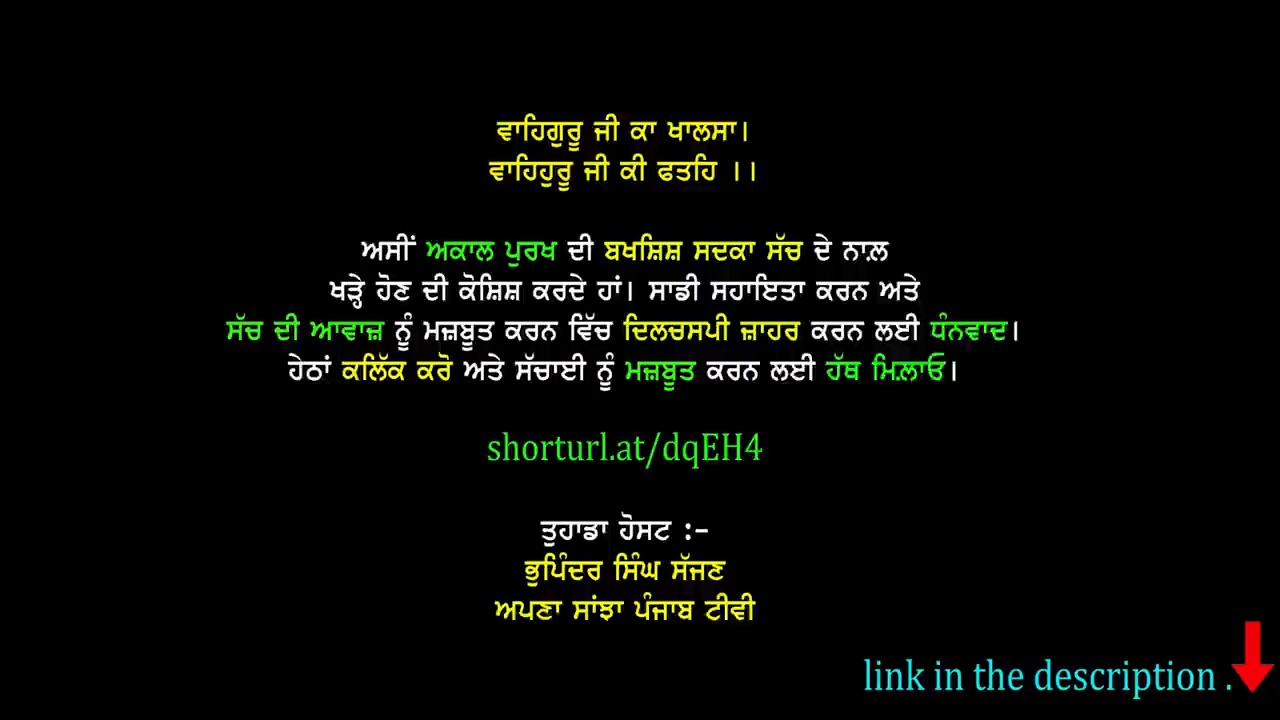 ਵਾਹਿਗੁਰੂ ਜੀ ਕਾ ਖਾਲਸਾ।
ਵਾਹਿਹੁਰੂ ਜੀ ਕੀ ਫਤਹਿ ।।
ਅਸੀਂ ਅਕਾਲ ਪੁਰਖ ਦੀ ਬਖਸ਼ਿਸ਼ ਸਦਕਾ ਸੱਚ ਦੇ ਨਾਲ਼
ਖੜ੍ਹੇ ਹੋਣ ਦੀ ਕੋਸ਼ਿਸ਼ ਕਰਦੇ ਹਾਂ। ਸਾਡੀ ਸਹਾਇਤਾ ਕਰਨ ਅਤੇ
ਸੱਚ ਦੀ ਆਵਾਜ਼ ਨੂੰ ਮਜ਼ਬੂਤ ਕਰਨ ਵਿੱਚ ਦਿਲਚਸਪੀ ਜ਼ਾਹਰ ਕਰਨ ਲਈ ਧੰਨਵਾਦ।
ਹੇਠਾਂ ਕਲਿੱਕ ਕਰੋ ਅਤੇ ਸੱਚਾਈ ਨੂੰ ਮਜ਼ਬੂਤ ਕਰਨ ਲਈ ਹੱਥ ਮਿਲ਼ਾਓ।
shorturl.at/dqEH4
ਤੁਹਾਡਾ ਹੋਸਟ :-
ਭੁਪਿੰਦਰ ਸਿੰਘ ਸੱਜਣ
ਅਪਣਾ ਸਾਂਝਾ ਪੰਜਾਬ ਟੀਵੀ
link in the description .